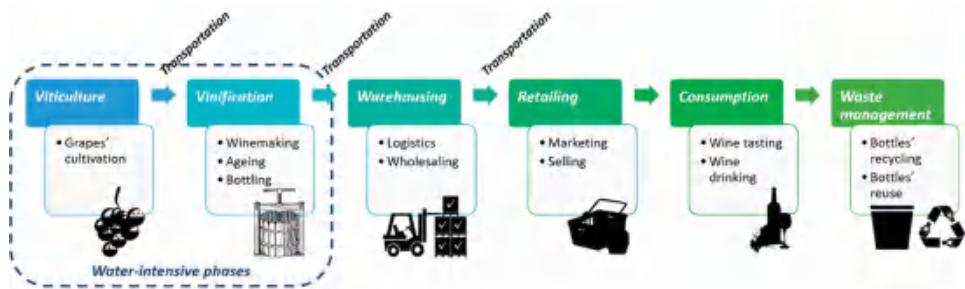 Transportation
Transportation
Transportation
Viticulture
Vinification
Warehausing
Retailing
Consumption
Waste
management
• Grapes'
cultivation
• Winemaking
• Ageing
• Bottling
• Logistics
• Wholesaling
• Marketing
• Selling
• Wine tasting
• Wine
drinking
• Bottles'
recycling
• Bottles'
reuse
Water-intensive phases